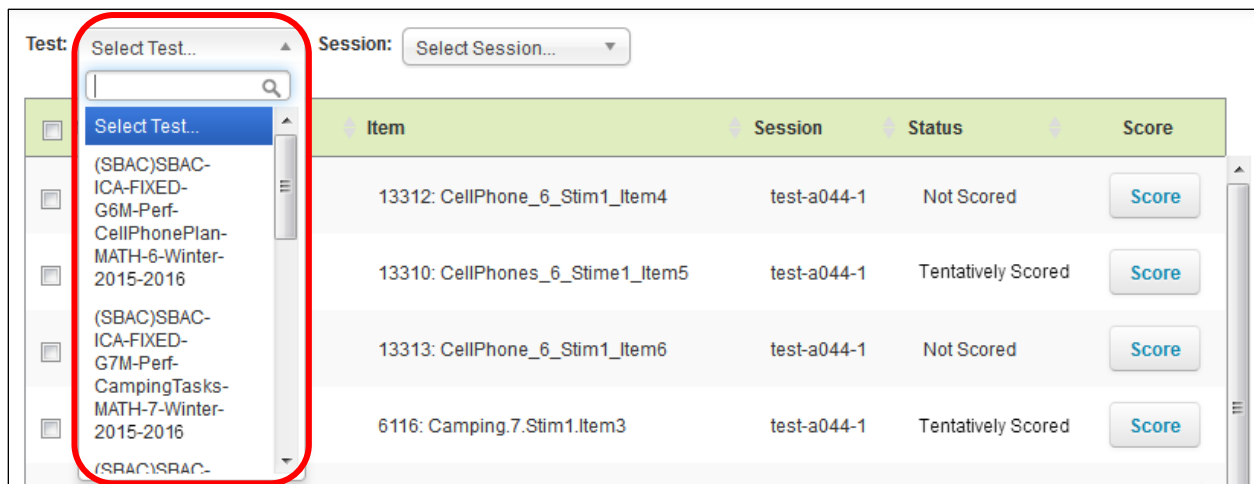 Test: Select Test... Session: Select Session...
Select Test...
Item Session Status Score
(SBAC)SBAC-
ICA-FIXED-
G6M-Perf-
CellPhonePlan-
MATH-6-Winter-
2015-2016
(SBAC)SBAC-
ICA-FIXED-
G7M-Perf-
CampingTasks-
MATH-7-Winter-
2015-2016
(SBAC)SBAC-
13312: CellPhone_6_Stim1_Item4 test-a044-1 Not Scored Score
13310: CellPhones_6_Stime1_Item5 test-a044-1 Tentatively Scored Score
13313: CellPhone_6_Stim1_Item6 test-a044-1 Not Scored Score
6116: Camping.7.Stim1.Item3 test-a044-1 Tentatively Scored Score